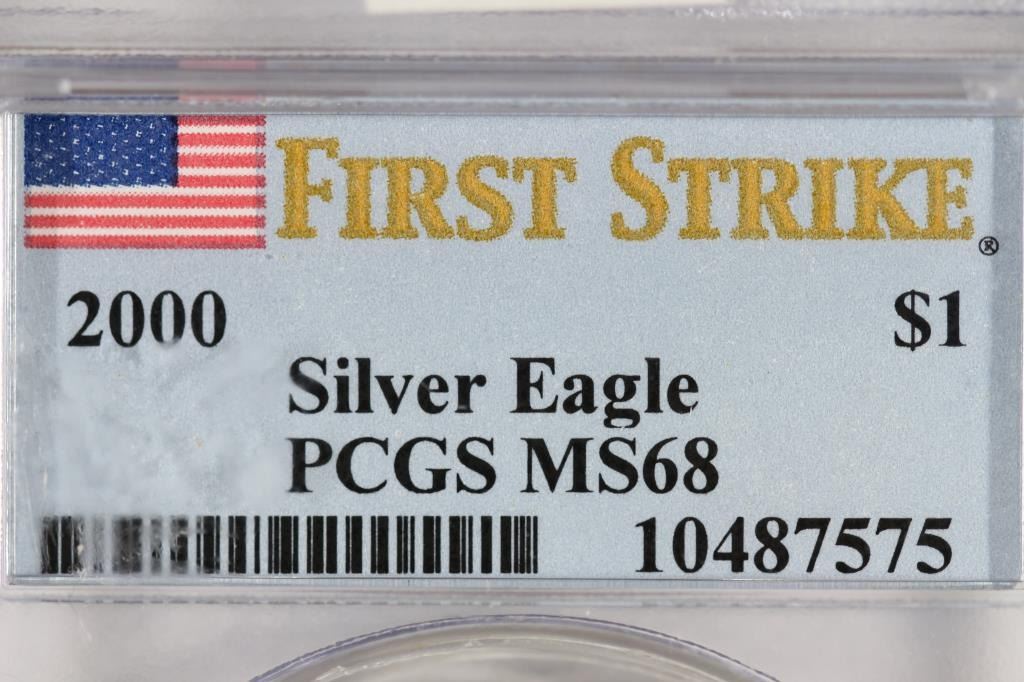 FIRST STRIKE®
2000 $1
Silver Eagle
PCGS MS68
10487575